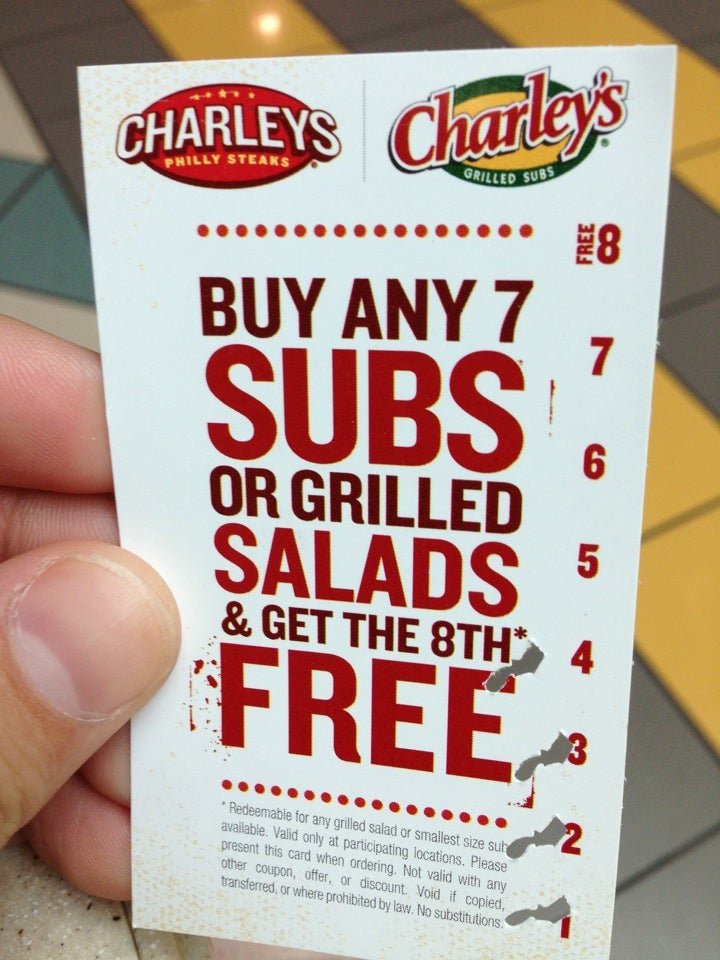 CHARLEYS
PHILLY STEAKS
Charley's
GRILLED SUBS
FREE 8
BUY ANY 7
SUBS
OR GRILLED
SALADS
& GET THE 8TH*
FREE
7
6
5
4
3
2
1
* Redeemable for any grilled salad or smallest size sub
available. Valid only at participating locations. Please
present this card when ordering. Not valid with any
other coupon, offer, or discount. Void if copied,
transferred, or where prohibited by law. No substitutions.